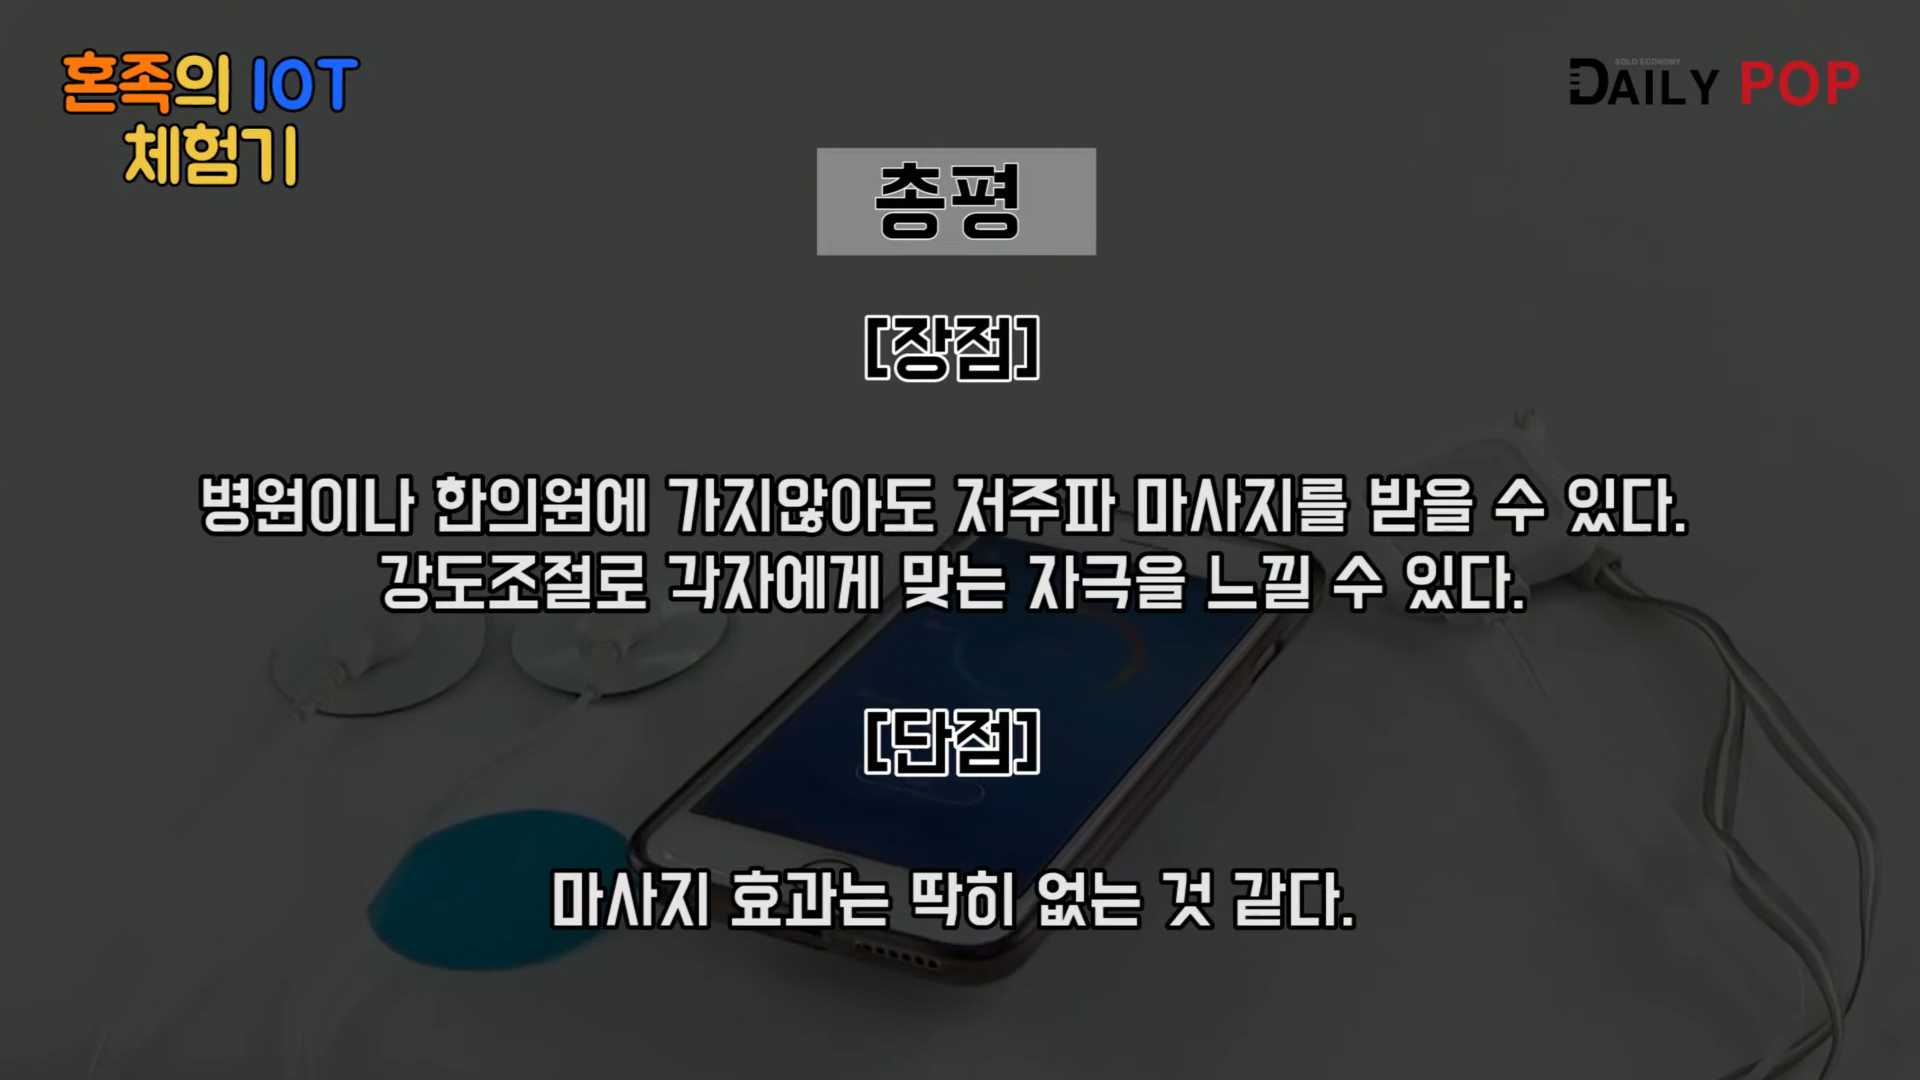 혼족의 IOT
체험기
SOLO ECONOMY
DAILY POP
총평
[장점]
병원이나 한의원에 가지않아도 저주파 마사지를 받을 수 있다.
강도조절로 각자에게 맞는 자극을 느낄 수 있다.
[단점]
마사지 효과는 딱히 없는 것 같다.